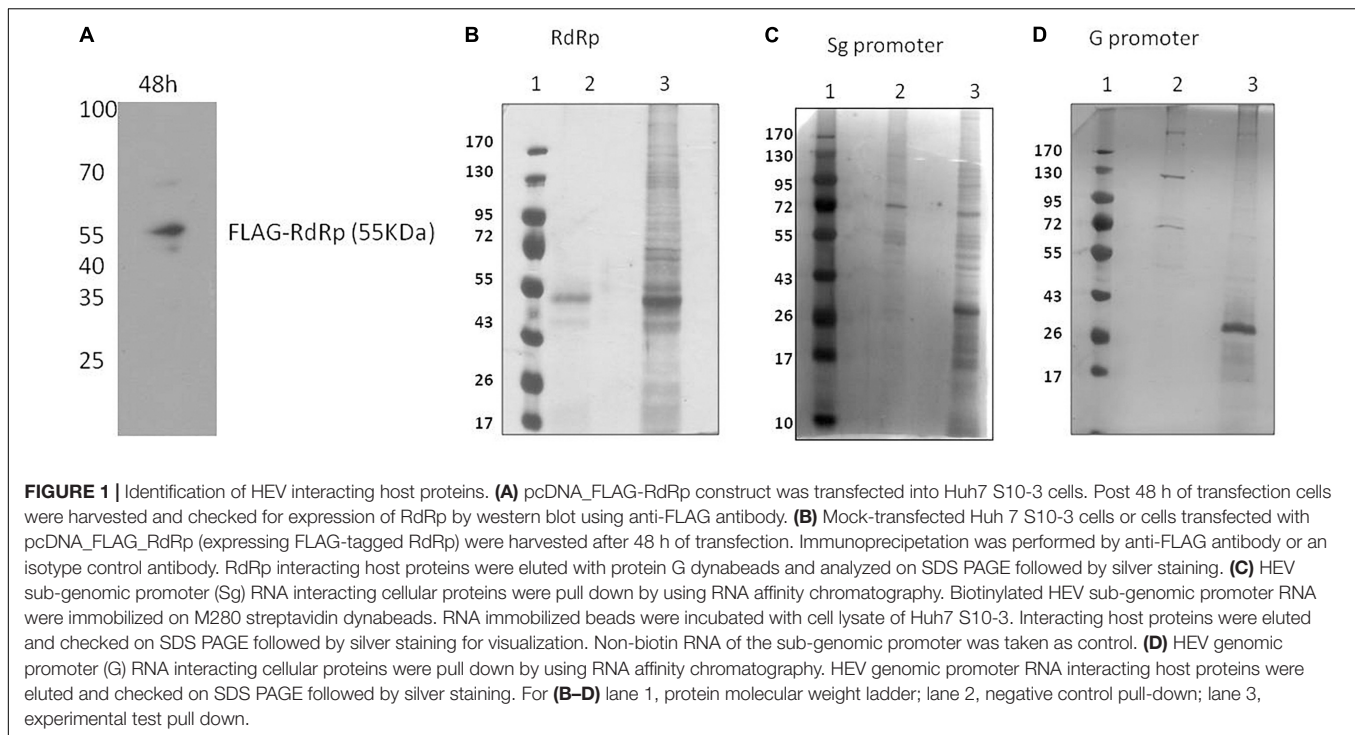 A
48h
100
70
55
40
35
25
FLAG-RdRp (55KDa)
B
RdRp
1 2 3
170
130
95
72
55
43
26
17
C
Sg promoter
1 2 3
170
130
95
72
55
43
26
17
10
D
G promoter
1 2 3
170
130
95
72
55
43
26
17
FIGURE 1 | Identification of HEV interacting host proteins. (A) pcDNA_FLAG-RdRp construct was transfected into Huh7 S10-3 cells. Post 48 h of transfection cells
were harvested and checked for expression of RdRp by western blot using anti-FLAG antibody. (B) Mock-transfected Huh 7 S10-3 cells or cells transfected with
pcDNA_FLAG_RdRp (expressing FLAG-tagged RdRp) were harvested after 48 h of transfection. Immunoprecipetation was performed by anti-FLAG antibody or an
isotype control antibody. RdRp interacting host proteins were eluted with protein G dynabeads and analyzed on SDS PAGE followed by silver staining. (C) HEV
sub-genomic promoter (Sg) RNA interacting cellular proteins were pull down by using RNA affinity chromatography. Biotinylated HEV sub-genomic promoter RNA
were immobilized on M280 streptavidin dynabeads. RNA immobilized beads were incubated with cell lysate of Huh7 S10-3. Interacting host proteins were eluted
and checked on SDS PAGE followed by silver staining for visualization. Non-biotin RNA of the sub-genomic promoter was taken as control. (D) HEV genomic
promoter (G) RNA interacting cellular proteins were pull down by using RNA affinity chromatography. HEV genomic promoter RNA interacting host proteins were
eluted and checked on SDS PAGE followed by silver staining. For (B–D) lane 1, protein molecular weight ladder; lane 2, negative control pull-down; lane 3,
experimental test pull down.